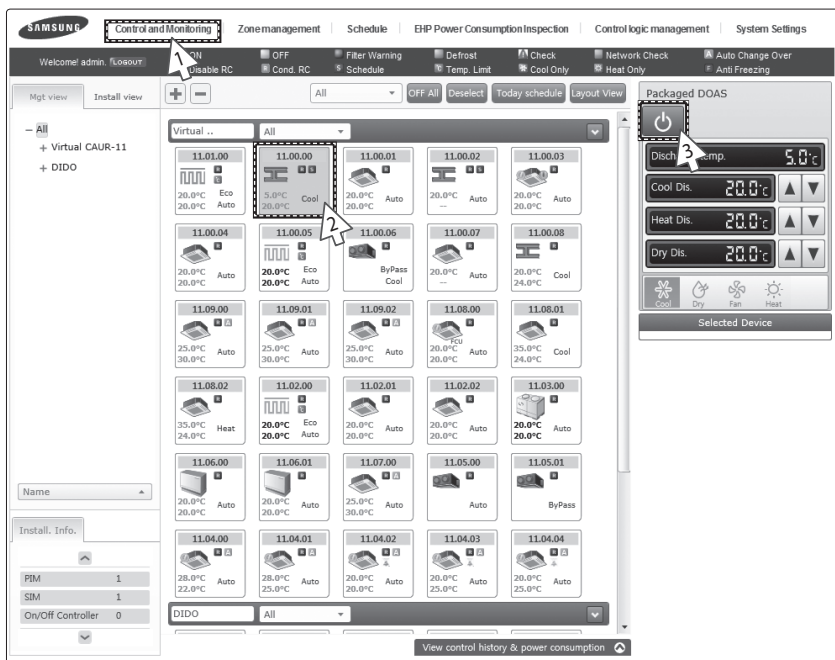 SAMSUNG Control and Monitoring Zone management Schedule EHP Power Consumption Inspection Control logic management System Settings
Welcome! admin. LOGOUT
ON OFF Filter Warning Defrost Check Network Check Auto Change Over
Disable RC Cond. RC Schedule Temp. Limit Cool Only Heat Only Anti Freezing
Mgt view Install view
All OFF All Deselect Today schedule Layout View
All
Virtual CAUR-11
DIDO
Virtual .. All
11.01.00 11.00.00 11.00.01 11.00.02 11.00.03
20.0°C Eco 5.0°C Cool 20.0°C Auto 20.0°C Auto 20.0°C Auto
20.0°C Auto 20.0°C 20.0°C --- 20.0°C
11.00.04 11.00.05 11.00.06 11.00.07 11.00.08
20.0°C Auto 20.0°C Eco ByPass 20.0°C Auto 20.0°C Cool
20.0°C 20.0°C Auto Cool --- 24.0°C
11.09.00 11.09.01 11.09.02 11.08.00 11.08.01
FCU
25.0°C Auto 25.0°C Auto 25.0°C Auto 20.0°C Auto 35.0°C Cool
30.0°C 30.0°C 30.0°C 20.0°C 24.0°C
11.08.02 11.02.00 11.02.01 11.02.02 11.03.00
35.0°C Heat 20.0°C Eco 20.0°C Auto 20.0°C Auto 20.0°C Auto
24.0°C 20.0°C Auto 20.0°C 20.0°C 20.0°C
11.06.00 11.06.01 11.07.00 11.05.00 11.05.01
20.0°C Auto 20.0°C Auto 25.0°C Auto Auto ByPass
20.0°C 20.0°C 30.0°C
11.04.00 11.04.01 11.04.02 11.04.03 11.04.04
28.0°C Auto 28.0°C Auto 20.0°C Auto 20.0°C Auto 20.0°C Auto
22.0°C 25.0°C 20.0°C 25.0°C 25.0°C
DIDO All
View control history & power consumption
Name
Install. Info.
PIM 1
SIM 1
On/Off Controller 0
Packaged DOAS
emp. 5.0°c
Cool Dis. 20.0°c
Heat Dis. 20.0°c
Dry Dis. 20.0°c
Cool Dry Fan Heat
Selected Device
1
2
3